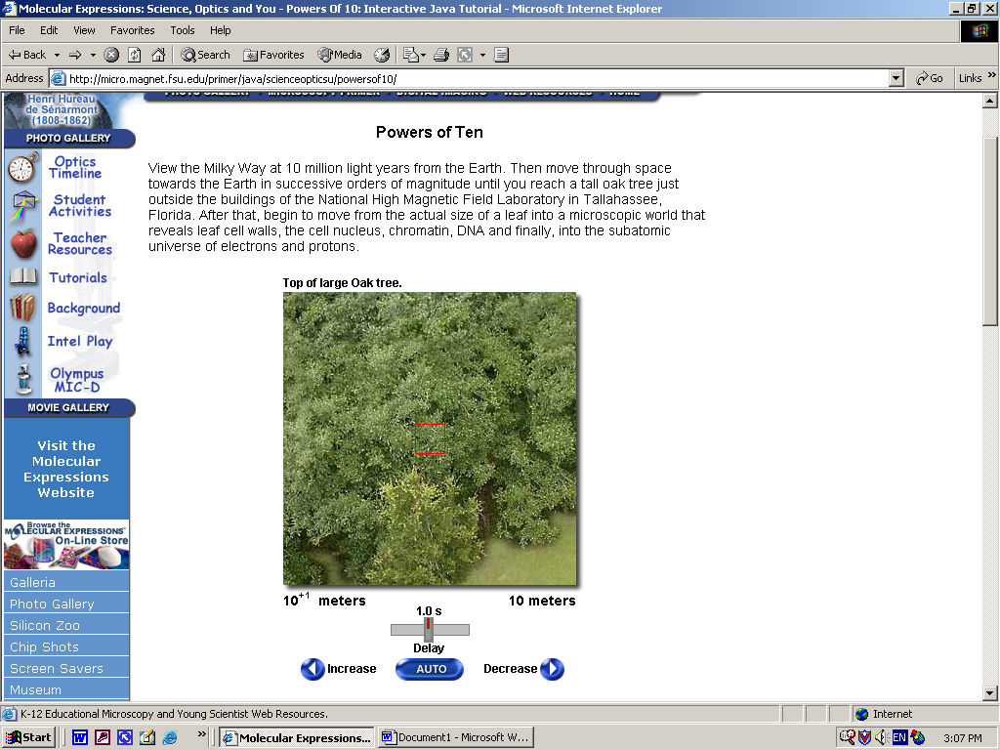 Molecular Expressions: Science, Optics and You - Powers Of 10: Interactive Java Tutorial - Microsoft Internet Explorer
File Edit View Favorites Tools Help
Back Search Favorites Media
Address http://micro.magnet.fsu.edu/primer/java/scienceopticsu/powersof10/ Go Links »
PHOTO GALLERY MICROSCOPY PRIMER DIGITAL IMAGING WEB RESOURCES HOME
Henri Hureau
de Sénarmont
(1808-1862)
PHOTO GALLERY
Optics
Timeline
Student
Activities
Teacher
Resources
Tutorials
Background
Intel Play
Olympus
MIC-D
MOVIE GALLERY
Visit the
Molecular
Expressions
Website
Browse the
MOLECULAR EXPRESSIONS™
On-Line Store
Galleria
Photo Gallery
Silicon Zoo
Chip Shots
Screen Savers
Museum
Powers of Ten
View the Milky Way at 10 million light years from the Earth. Then move through space
towards the Earth in successive orders of magnitude until you reach a tall oak tree just
outside the buildings of the National High Magnetic Field Laboratory in Tallahassee,
Florida. After that, begin to move from the actual size of a leaf into a microscopic world that
reveals leaf cell walls, the cell nucleus, chromatin, DNA and finally, into the subatomic
universe of electrons and protons.
Top of large Oak tree.
10+1 meters 10 meters
1.0 s
Delay
Increase AUTO Decrease
K-12 Educational Microscopy and Young Scientist Web Resources. Internet
Start » Molecular Expressions... Document1 - Microsoft W... EN 3:07 PM